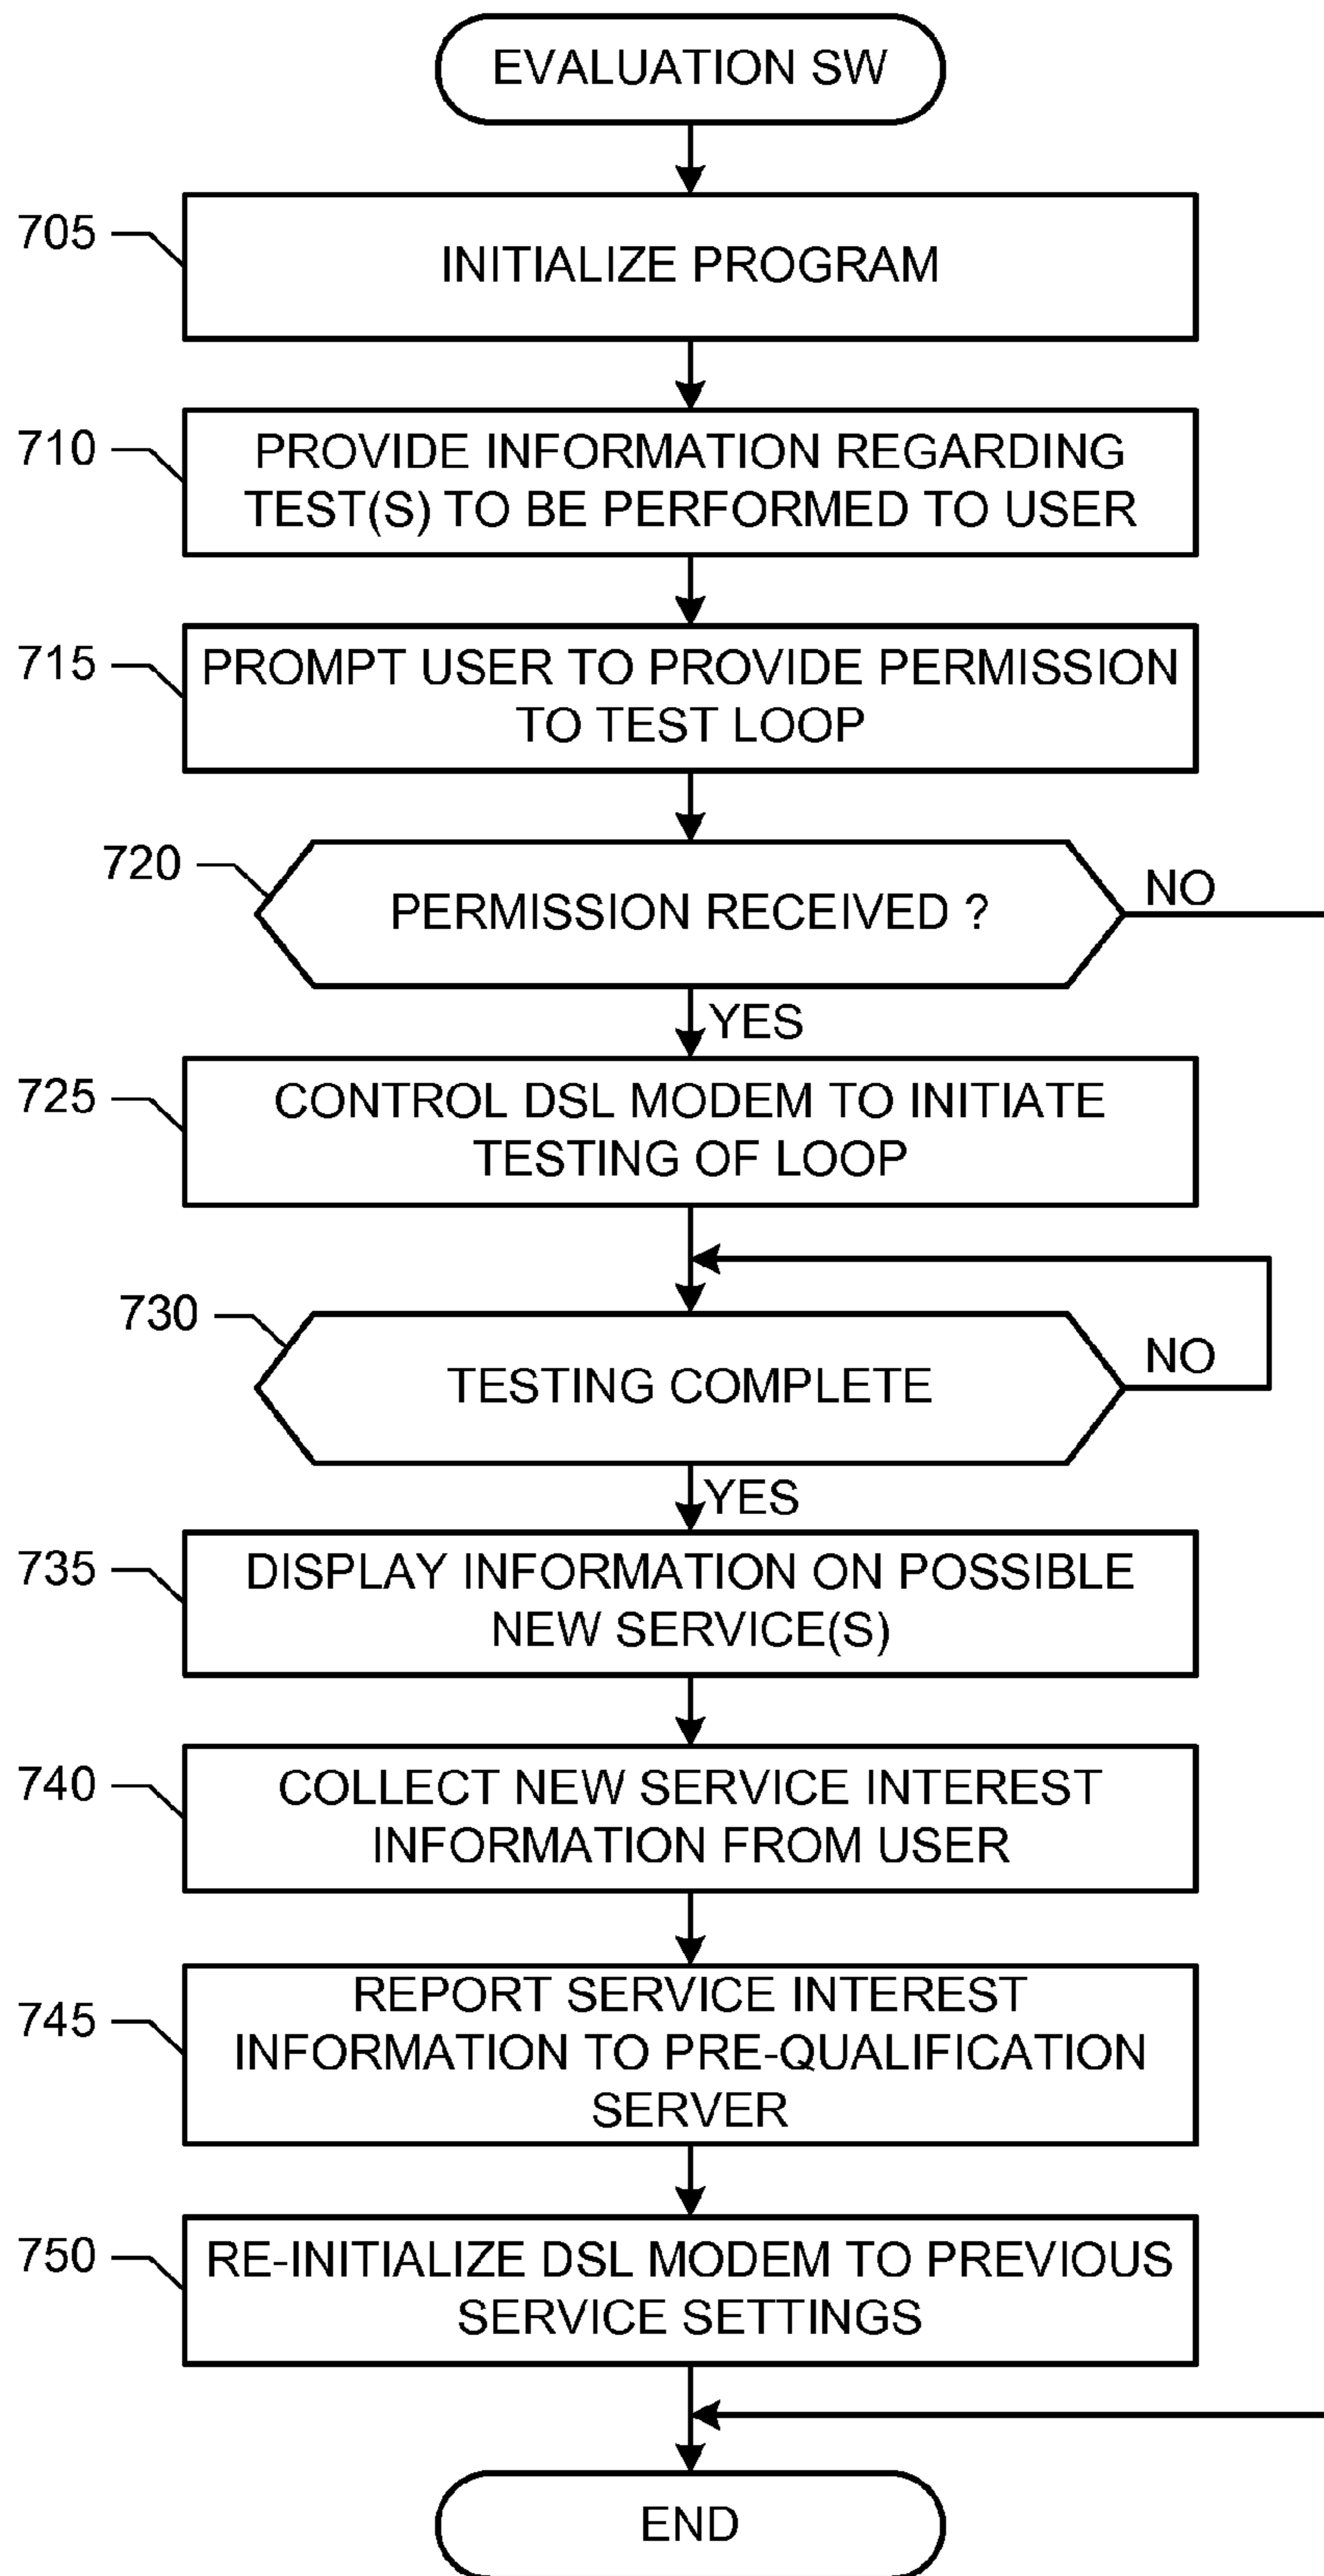 EVALUATION SW
705
INITIALIZE PROGRAM
710
PROVIDE INFORMATION REGARDING
TEST(S) TO BE PERFORMED TO USER
715
PROMPT USER TO PROVIDE PERMISSION
TO TEST LOOP
720
PERMISSION RECEIVED ?
NO
YES
725
CONTROL DSL MODEM TO INITIATE
TESTING OF LOOP
730
TESTING COMPLETE
NO
YES
735
DISPLAY INFORMATION ON POSSIBLE
NEW SERVICE(S)
740
COLLECT NEW SERVICE INTEREST
INFORMATION FROM USER
745
REPORT SERVICE INTEREST
INFORMATION TO PRE-QUALIFICATION
SERVER
750
RE-INITIALIZE DSL MODEM TO PREVIOUS
SERVICE SETTINGS
END